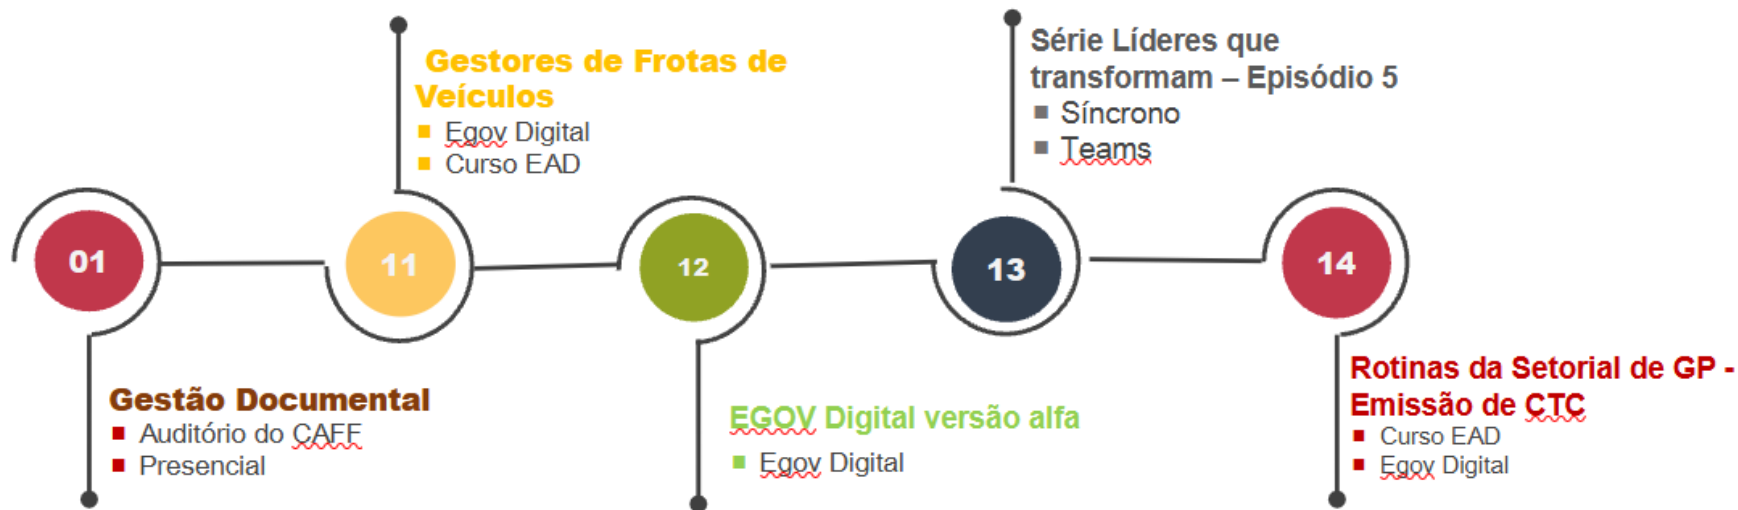 01
Gestão Documental
Auditório do CAFF
Presencial
11
Gestores de Frotas de
Veículos
Egov Digital
Curso EAD
12
EGOV Digital versão alfa
Egov Digital
13
Série Líderes que
transformam – Episódio 5
Síncrono
Teams
14
Rotinas da Setorial de GP -
Emissão de CTC
Curso EAD
Egov Digital